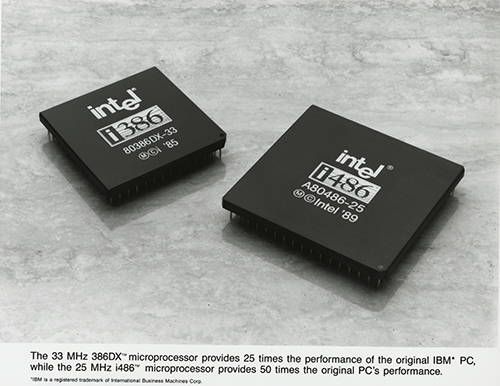 intel®
i386
80386DX-33
Ⓜ©i '85
intel®
i486
A80486-25
Ⓜ©Intel '89
The 33 MHz 386DX™ microprocessor provides 25 times the performance of the original IBM* PC,
while the 25 MHz i486™ microprocessor provides 50 times the original PC's performance.
*IBM is a registered trademark of International Business Machines Corp.